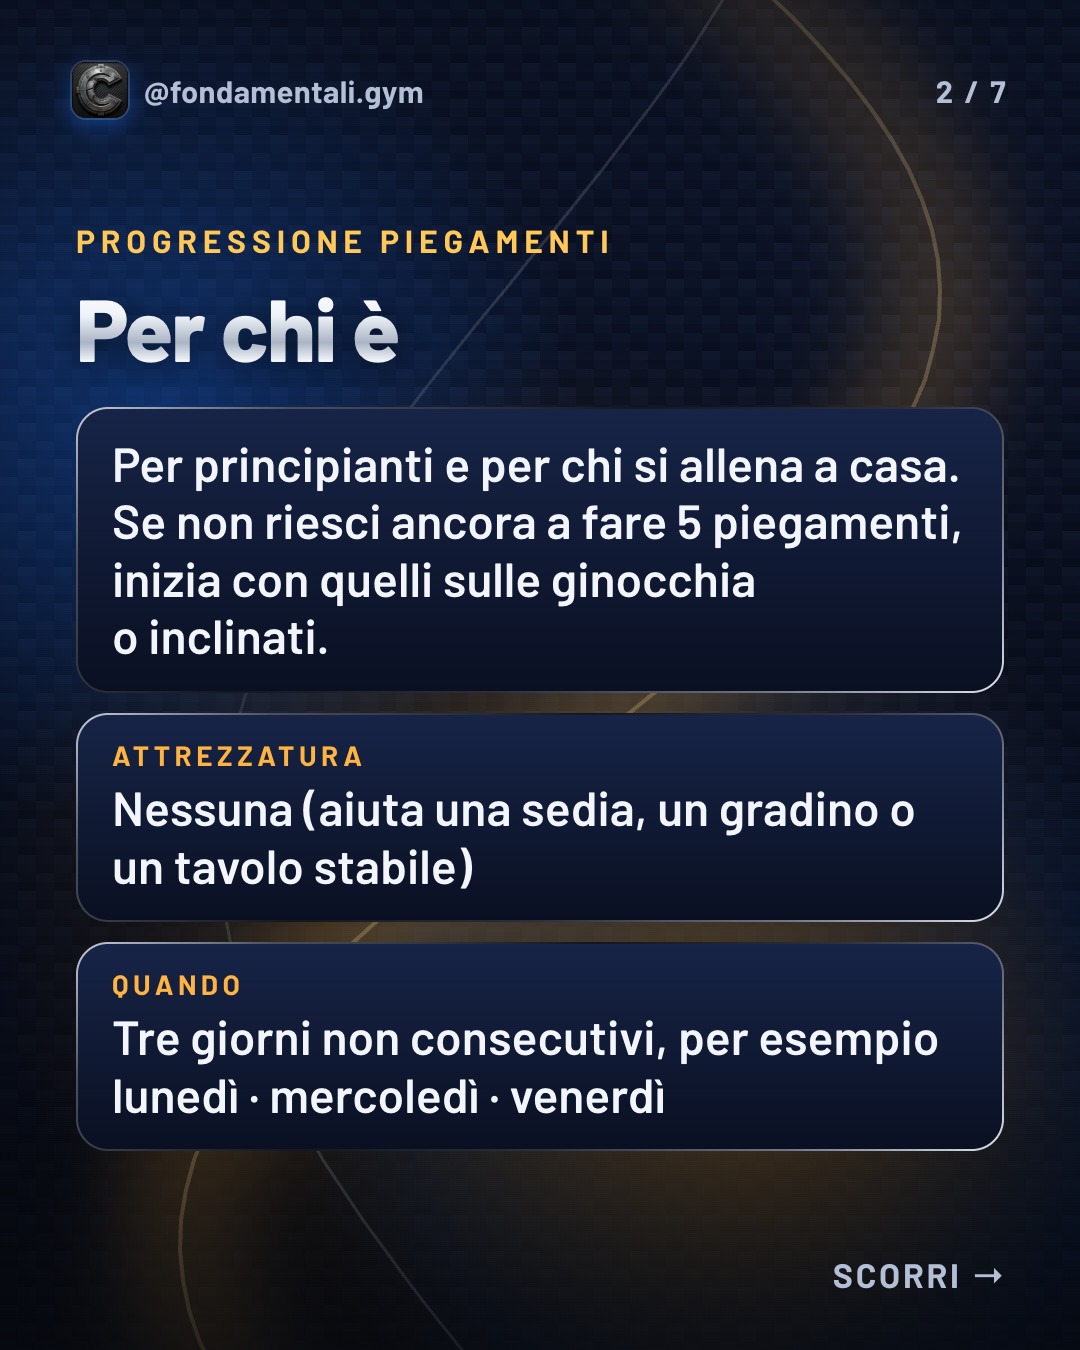 @fondamentali.gym
2 / 7
PROGRESSIONE PIEGAMENTI
Per chi è
Per principianti e per chi si allena a casa.
Se non riesci ancora a fare 5 piegamenti,
inizia con quelli sulle ginocchia
o inclinati.
ATTREZZATURA
Nessuna (aiuta una sedia, un gradino o
un tavolo stabile)
QUANDO
Tre giorni non consecutivi, per esempio
lunedì · mercoledì · venerdì
SCORRI →